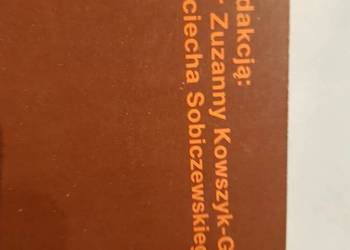 dakcją:
Zuzanny Kowszyk-G
ciecha Sobiczewskieg